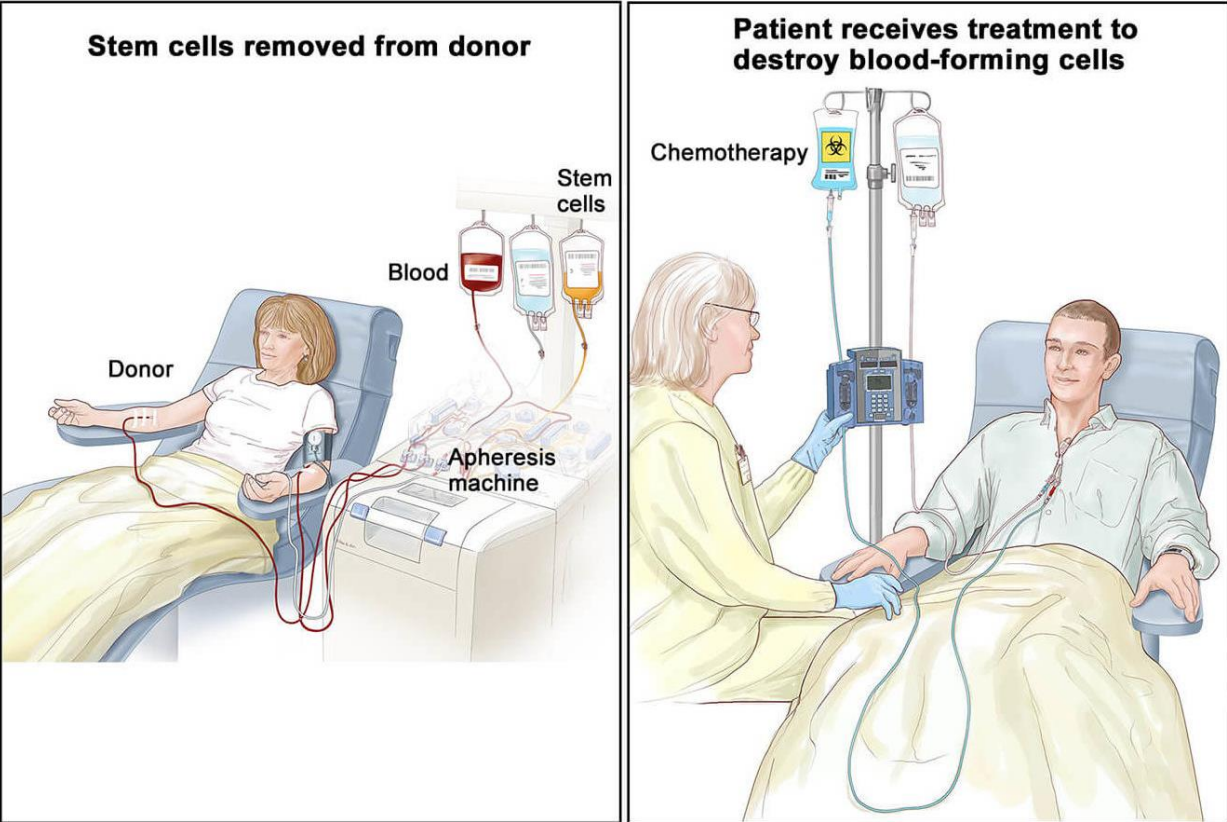 Stem cells removed from donor
Stem
cells
Blood
Donor
Apheresis
machine
Patient receives treatment to
destroy blood-forming cells
Chemotherapy